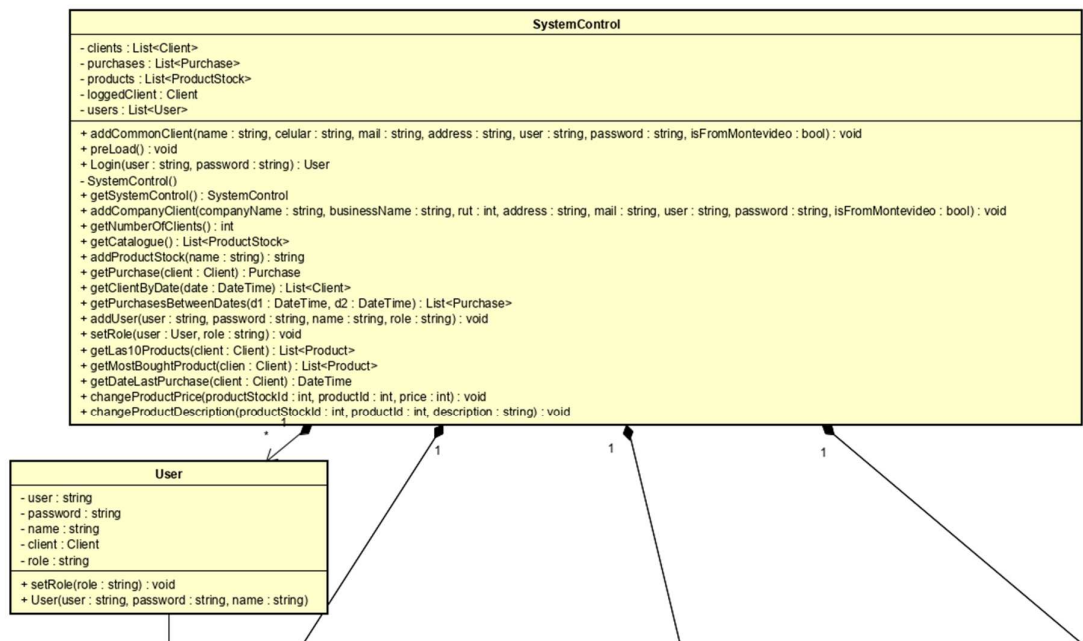 SystemControl
- clients : List<Client>
- purchases : List<Purchase>
- products : List<ProductStock>
- loggedClient : Client
- users : List<User>
+ addCommonClient(name : string, celular : string, mail : string, address : string, user : string, password : string, isFromMontevideo : bool) : void
+ preLoad() : void
+ Login(user : string, password : string) : User
- SystemControl()
+ getSystemControl() : SystemControl
+ addCompanyClient(companyName : string, businessName : string, rut : int, address : string, mail : string, user : string, password : string, isFromMontevideo : bool) : void
+ getNumberOfClients() : int
+ getCatalogue() : List<ProductStock>
+ addProductStock(name : string) : string
+ getPurchase(client : Client) : Purchase
+ getClientByDate(date : DateTime) : List<Client>
+ getPurchasesBetweenDates(d1 : DateTime, d2 : DateTime) : List<Purchase>
+ addUser(user : string, password : string, name : string, role : string) : void
+ setRole(user : User, role : string) : void
+ getLas10Products(client : Client) : List<Product>
+ getMostBoughtProduct(clien : Client) : List<Product>
+ getDateLastPurchase(client : Client) : DateTime
+ changeProductPrice(productStockId : int, productId : int, price : int) : void
+ changeProductDescription(productStockId : int, productId : int, description : string) : void
1
*
1
1
1
User
- user : string
- password : string
- name : string
- client : Client
- role : string
+ setRole(role : string) : void
+ User(user : string, password : string, name : string)